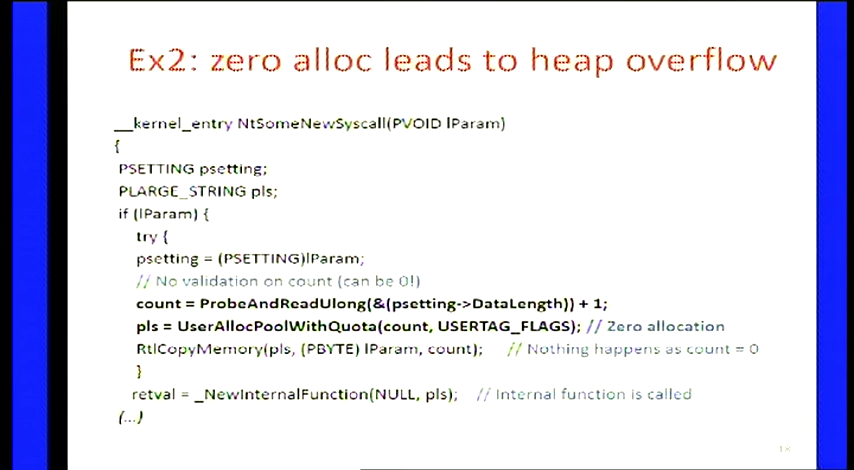 Ex2: zero alloc leads to heap overflow
__kernel_entry NtSomeNewSyscall(PVOID lParam)
{
PSETTING psetting;
PLARGE_STRING pls;
if (lParam) {
try {
psetting = (PSETTING)lParam;
// No validation on count (can be 0!)
count = ProbeAndReadUlong(&(psetting->DataLength)) + 1;
pls = UserAllocPoolWithQuota(count, USERTAG_FLAGS); // Zero allocation
RtlCopyMemory(pls, (PBYTE) lParam, count); // Nothing happens as count = 0
}
retval = _NewInternalFunction(NULL, pls); // Internal function is called
(...)
18